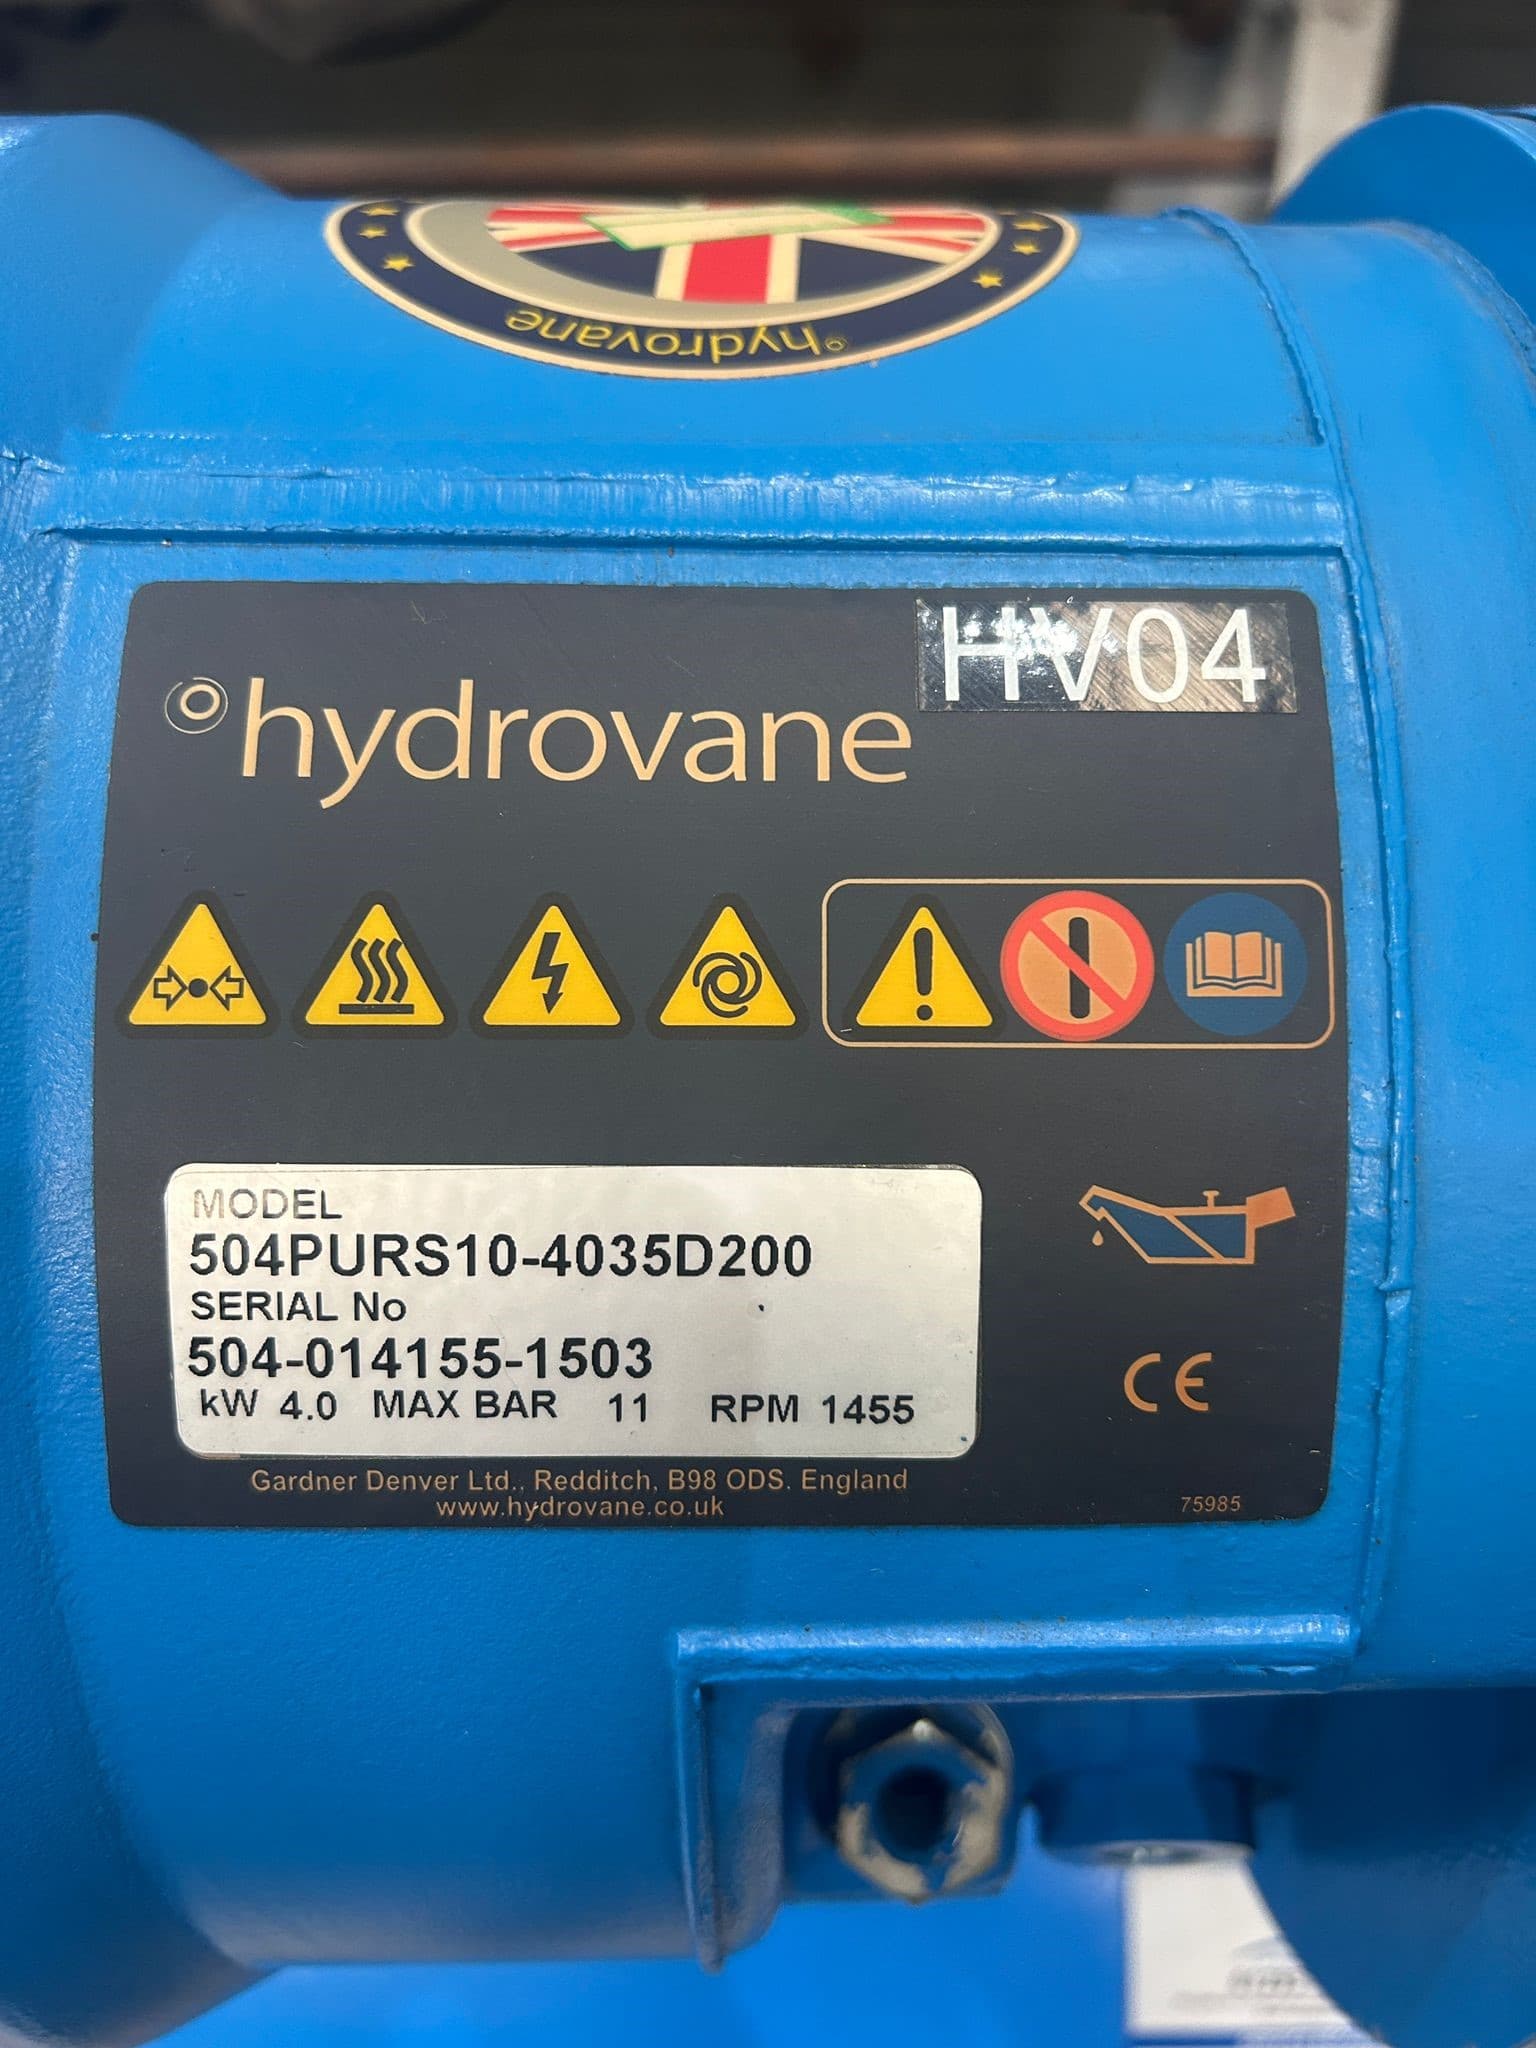 hydrovane
HV04
hydrovane
MODEL
504PURS10-4035D200
SERIAL No
504-014155-1503
kW 4.0 MAX BAR 11 RPM 1455
Gardner Denver Ltd., Redditch, B98 ODS. England
www.hydrovane.co.uk
75985
CE